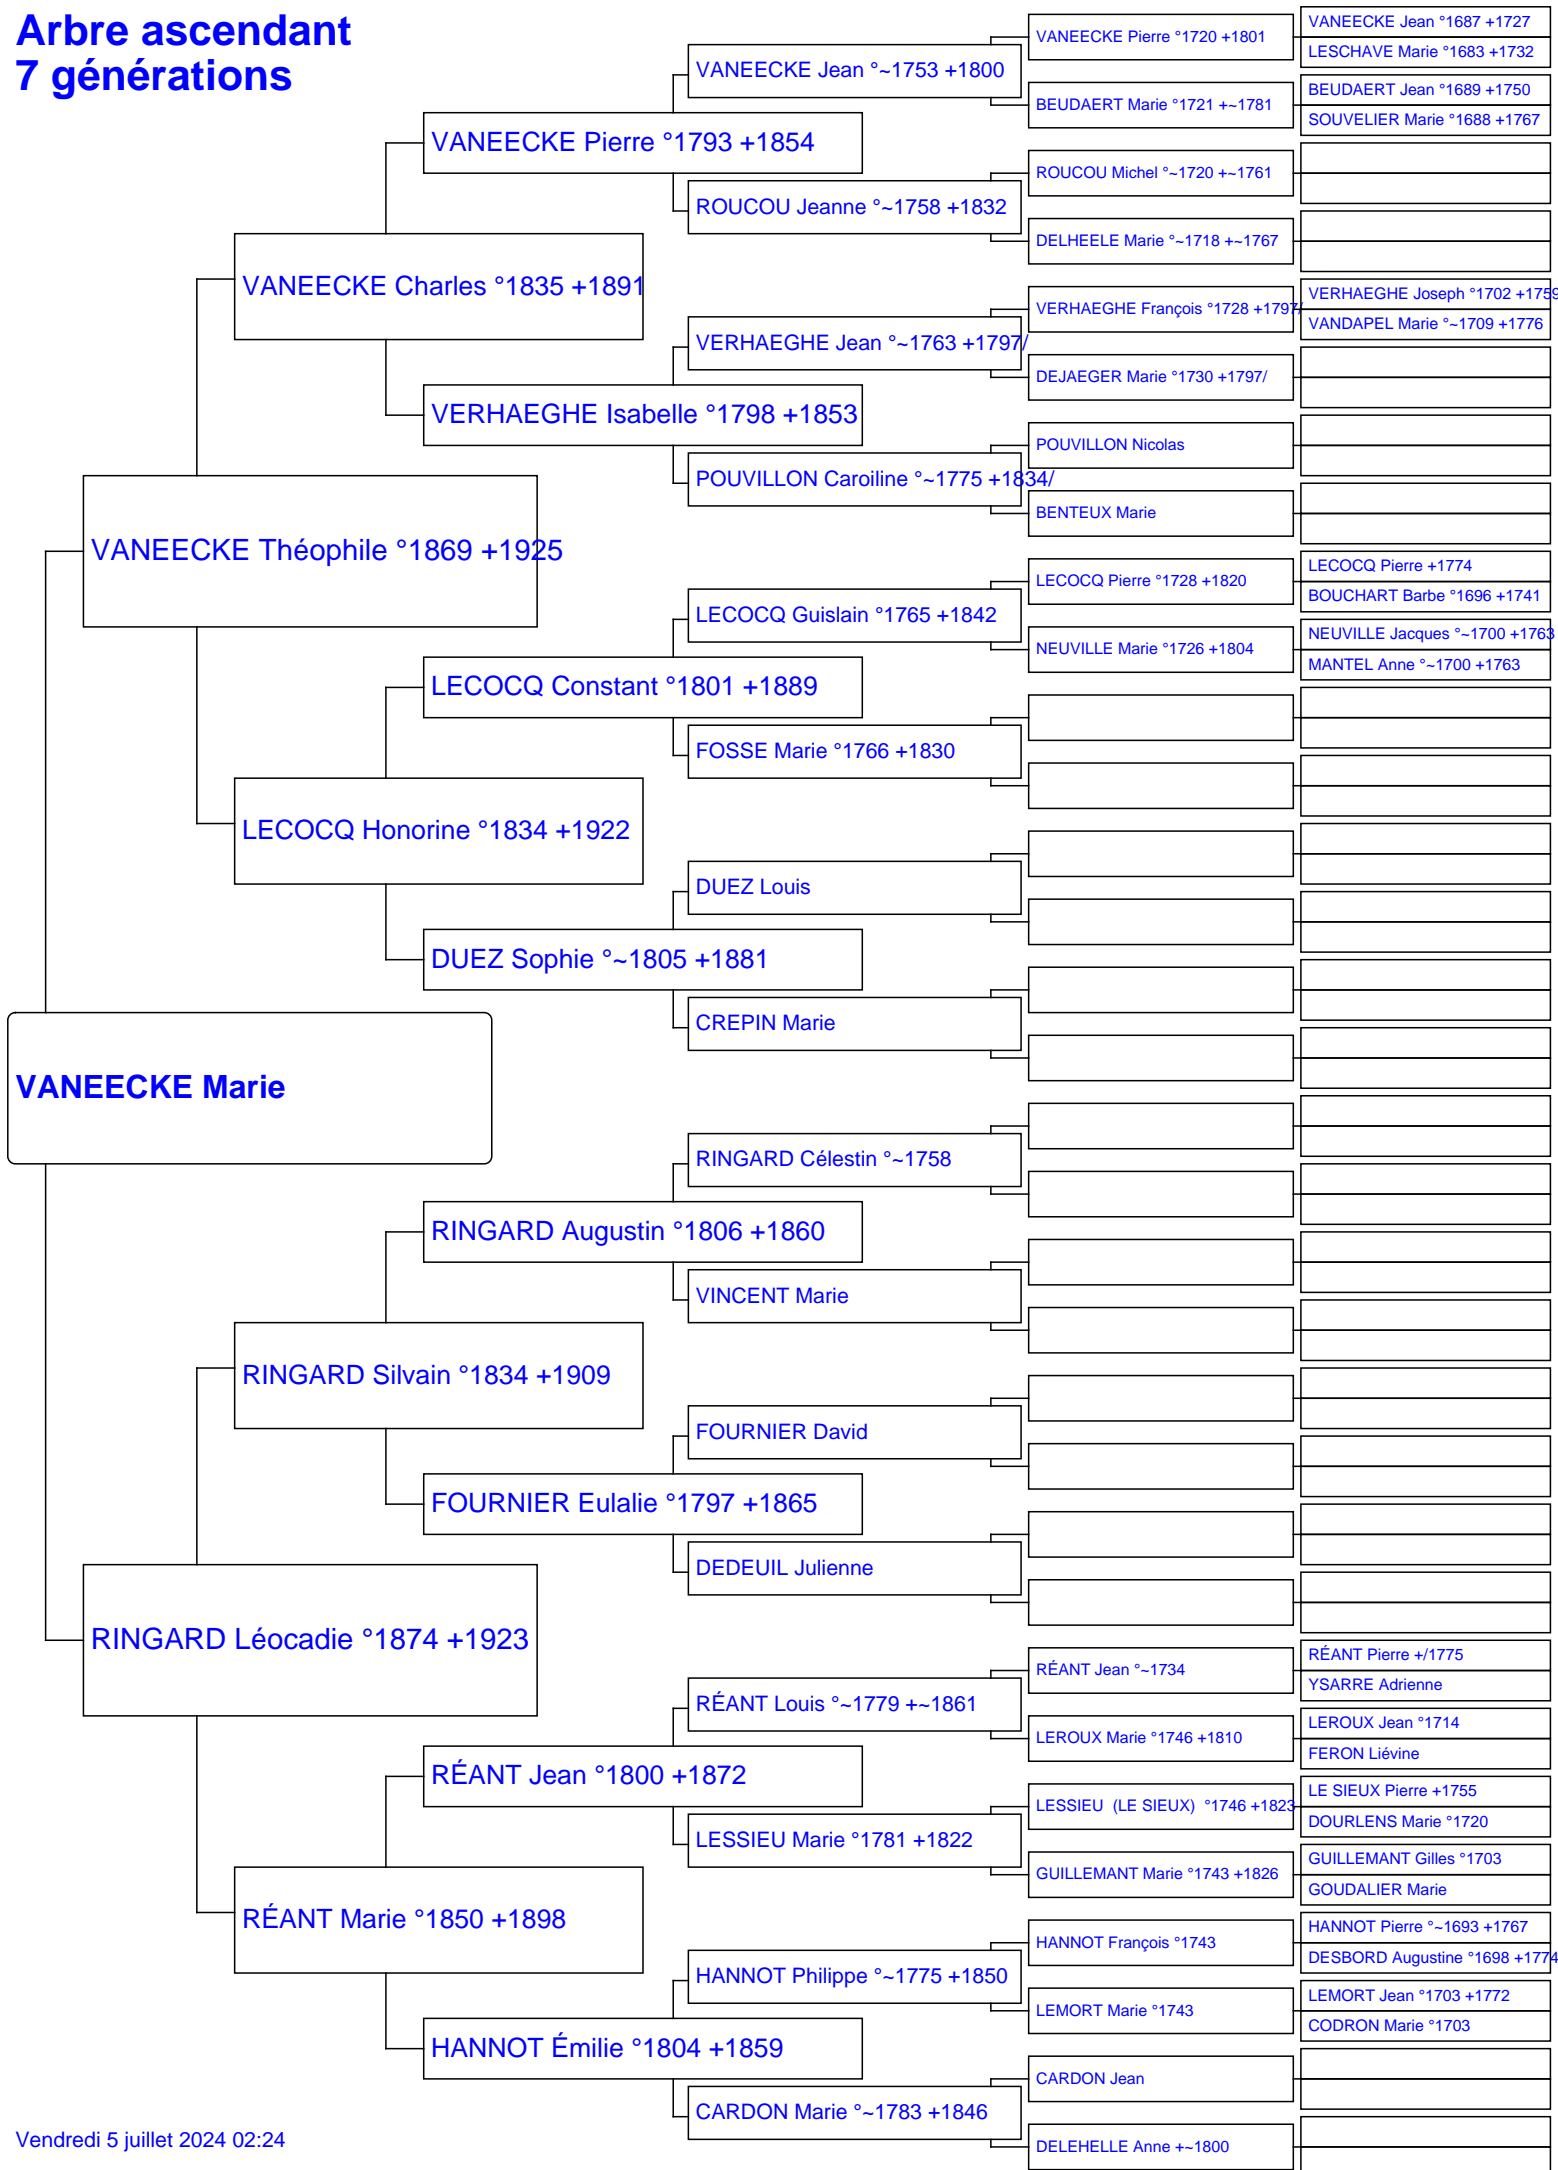 Arbre ascendant
7 générations
VANEECKE Marie
VANEECKE Théophile °1869 +1925
RINGARD Léocadie °1874 +1923
VANEECKE Charles °1835 +1891
LECOCQ Honorine °1834 +1922
RINGARD Silvain °1834 +1909
RÉANT Marie °1850 +1898
VANEECKE Pierre °1793 +1854
VERHAEGHE Isabelle °1798 +1853
LECOCQ Constant °1801 +1889
DUEZ Sophie °~1805 +1881
RINGARD Augustin °1806 +1860
FOURNIER Eulalie °1797 +1865
RÉANT Jean °1800 +1872
HANNOT Émilie °1804 +1859
VANEECKE Jean °~1753 +1800
ROUCOU Jeanne °~1758 +1832
VERHAEGHE Jean °~1763 +1797/
POUVILLON Caroiline °~1775 +1834/
LECOCQ Guislain °1765 +1842
FOSSE Marie °1766 +1830
DUEZ Louis
CREPIN Marie
RINGARD Célestin °~1758
VINCENT Marie
FOURNIER David
DEDEUIL Julienne
RÉANT Louis °~1779 +~1861
LESSIEU Marie °1781 +1822
HANNOT Philippe °~1775 +1850
CARDON Marie °~1783 +1846
VANEECKE Pierre °1720 +1801
BEUDAERT Marie °1721 +~1781
ROUCOU Michel °~1720 +~1761
DELHEELE Marie °~1718 +~1767
VERHAEGHE François °1728 +1797/
DEJAEGER Marie °1730 +1797/
POUVILLON Nicolas
BENTEUX Marie
LECOCQ Pierre °1728 +1820
NEUVILLE Marie °1726 +1804
RÉANT Jean °~1734
LEROUX Marie °1746 +1810
LESSIEU (LE SIEUX) °1746 +1823
GUILLEMANT Marie °1743 +1826
HANNOT François °1743
LEMORT Marie °1743
CARDON Jean
DELEHELLE Anne +~1800
VANEECKE Jean °1687 +1727
LESCHAVE Marie °1683 +1732
BEUDAERT Jean °1689 +1750
SOUVELIER Marie °1688 +1767
VERHAEGHE Joseph °1702 +1759
VANDAPEL Marie °~1709 +1776
LECOCQ Pierre +1774
BOUCHART Barbe °1696 +1741
NEUVILLE Jacques °~1700 +1763
MANTEL Anne °~1700 +1763
RÉANT Pierre +/1775
YSARRE Adrienne
LEROUX Jean °1714
FERON Liévine
LE SIEUX Pierre +1755
DOURLENS Marie °1720
GUILLEMANT Gilles °1703
GOUDALIER Marie
HANNOT Pierre °~1693 +1767
DESBORD Augustine °1698 +1774
LEMORT Jean °1703 +1772
CODRON Marie °1703
Vendredi 5 juillet 2024 02:24